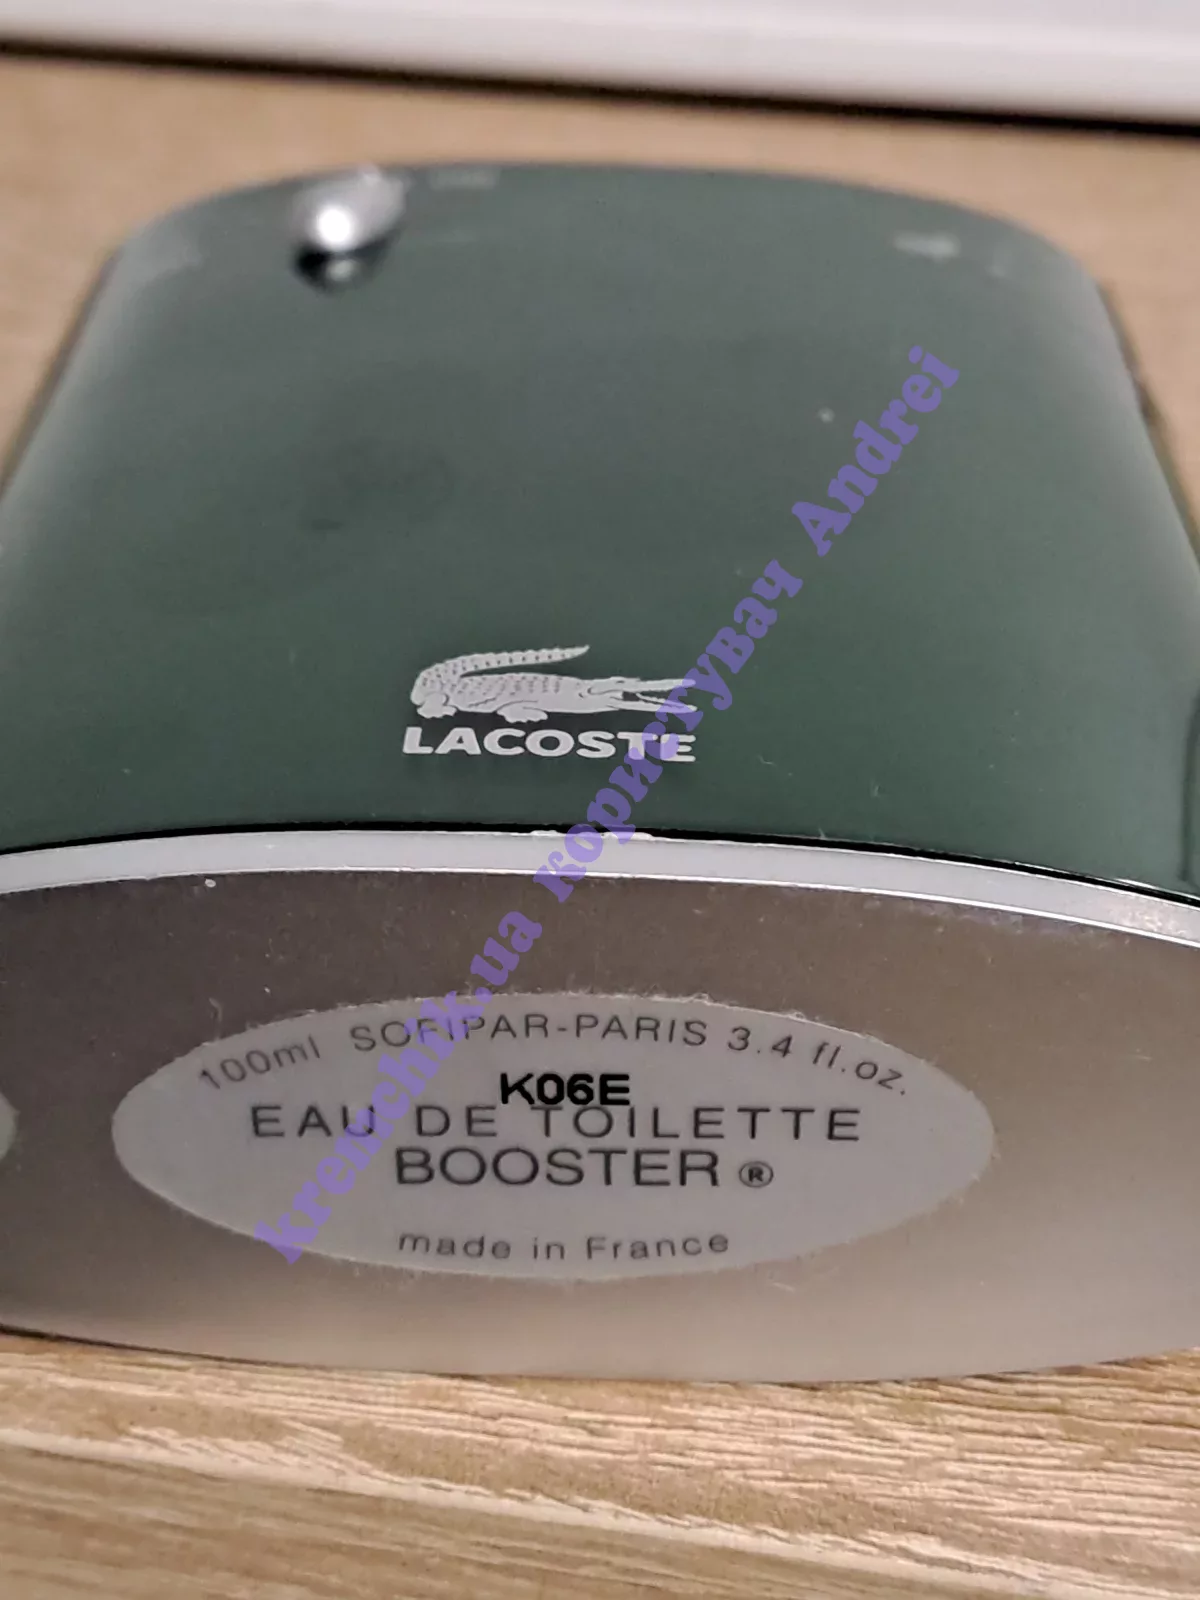 LACOSTE
100ml SOFIPAR-PARIS 3.4 fl.oz.
K06E
EAU DE TOILETTE
BOOSTER ®
made in France
kremchik.ua користувач Andrei